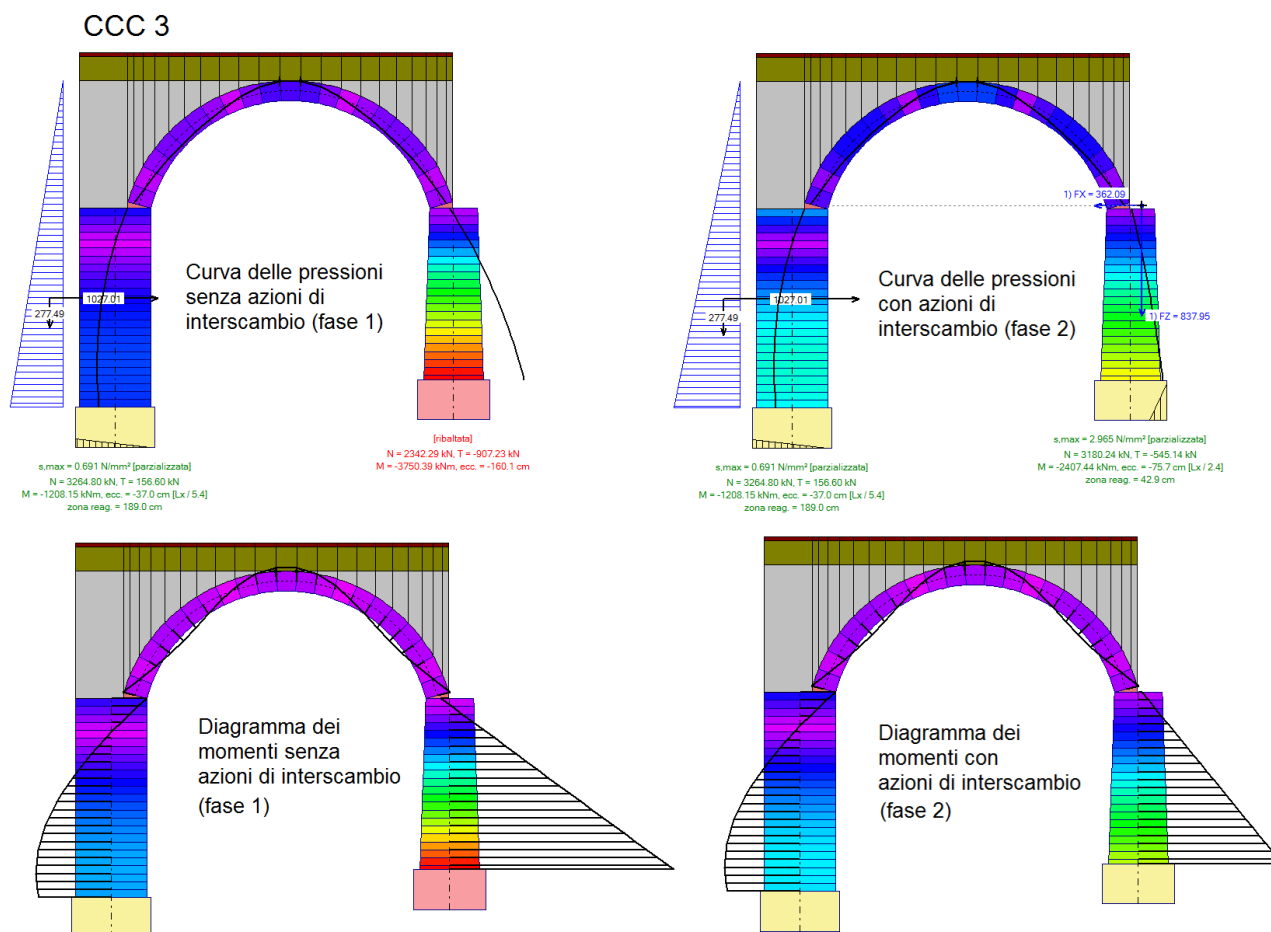 CCC 3
1) FX = 362.09
Curva delle pressioni
senza azioni di
interscambio (fase 1)
1027.01
277.49
Curva delle pressioni
con azioni di
interscambio (fase 2)
1027.01
277.49
1) FZ = 837.95
[ribaltata]
N = 2342.29 kN, T = -907.23 kN
M = -3750.39 kNm, ecc. = -160.1 cm
s,max = 2.965 N/mm² [parzializzata]
N = 3180.24 kN, T = -545.14 kN
M = -2407.44 kNm, ecc. = -75.7 cm [Lx / 2.4]
zona reag. = 42.9 cm
s,max = 0.691 N/mm² [parzializzata]
N = 3264.80 kN, T = 156.60 kN
M = -1208.15 kNm, ecc. = -37.0 cm [Lx / 5.4]
zona reag. = 189.0 cm
s,max = 0.691 N/mm² [parzializzata]
N = 3264.80 kN, T = 156.60 kN
M = -1208.15 kNm, ecc. = -37.0 cm [Lx / 5.4]
zona reag. = 189.0 cm
Diagramma dei
momenti senza
azioni di interscambio
(fase 1)
Diagramma dei
momenti con
azioni di interscambio
(fase 2)